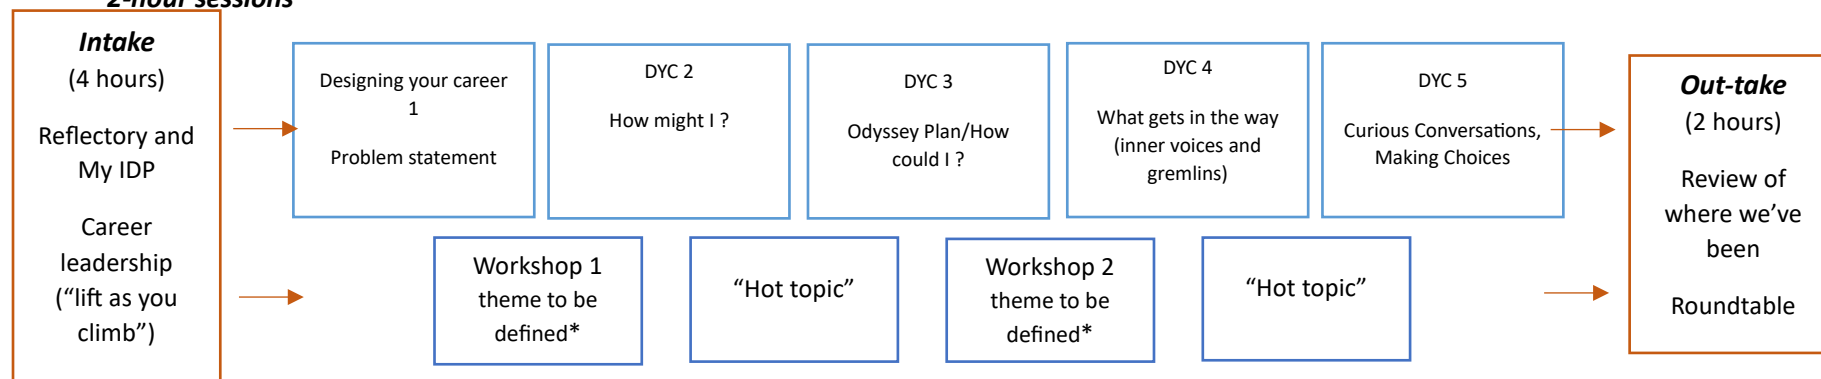 2-hour sessions
Intake
(4 hours)
Reflectory and
My IDP
Career
leadership
(“lift as you
climb”)
Designing your career
1
Problem statement
DYC 2
How might I ?
DYC 3
Odyssey Plan/How
could I ?
DYC 4
What gets in the way
(inner voices and
gremlins)
DYC 5
Curious Conversations,
Making Choices
Workshop 1
theme to be
defined*
“Hot topic”
Workshop 2
theme to be
defined*
“Hot topic”
Out-take
(2 hours)
Review of
where we’ve
been
Roundtable